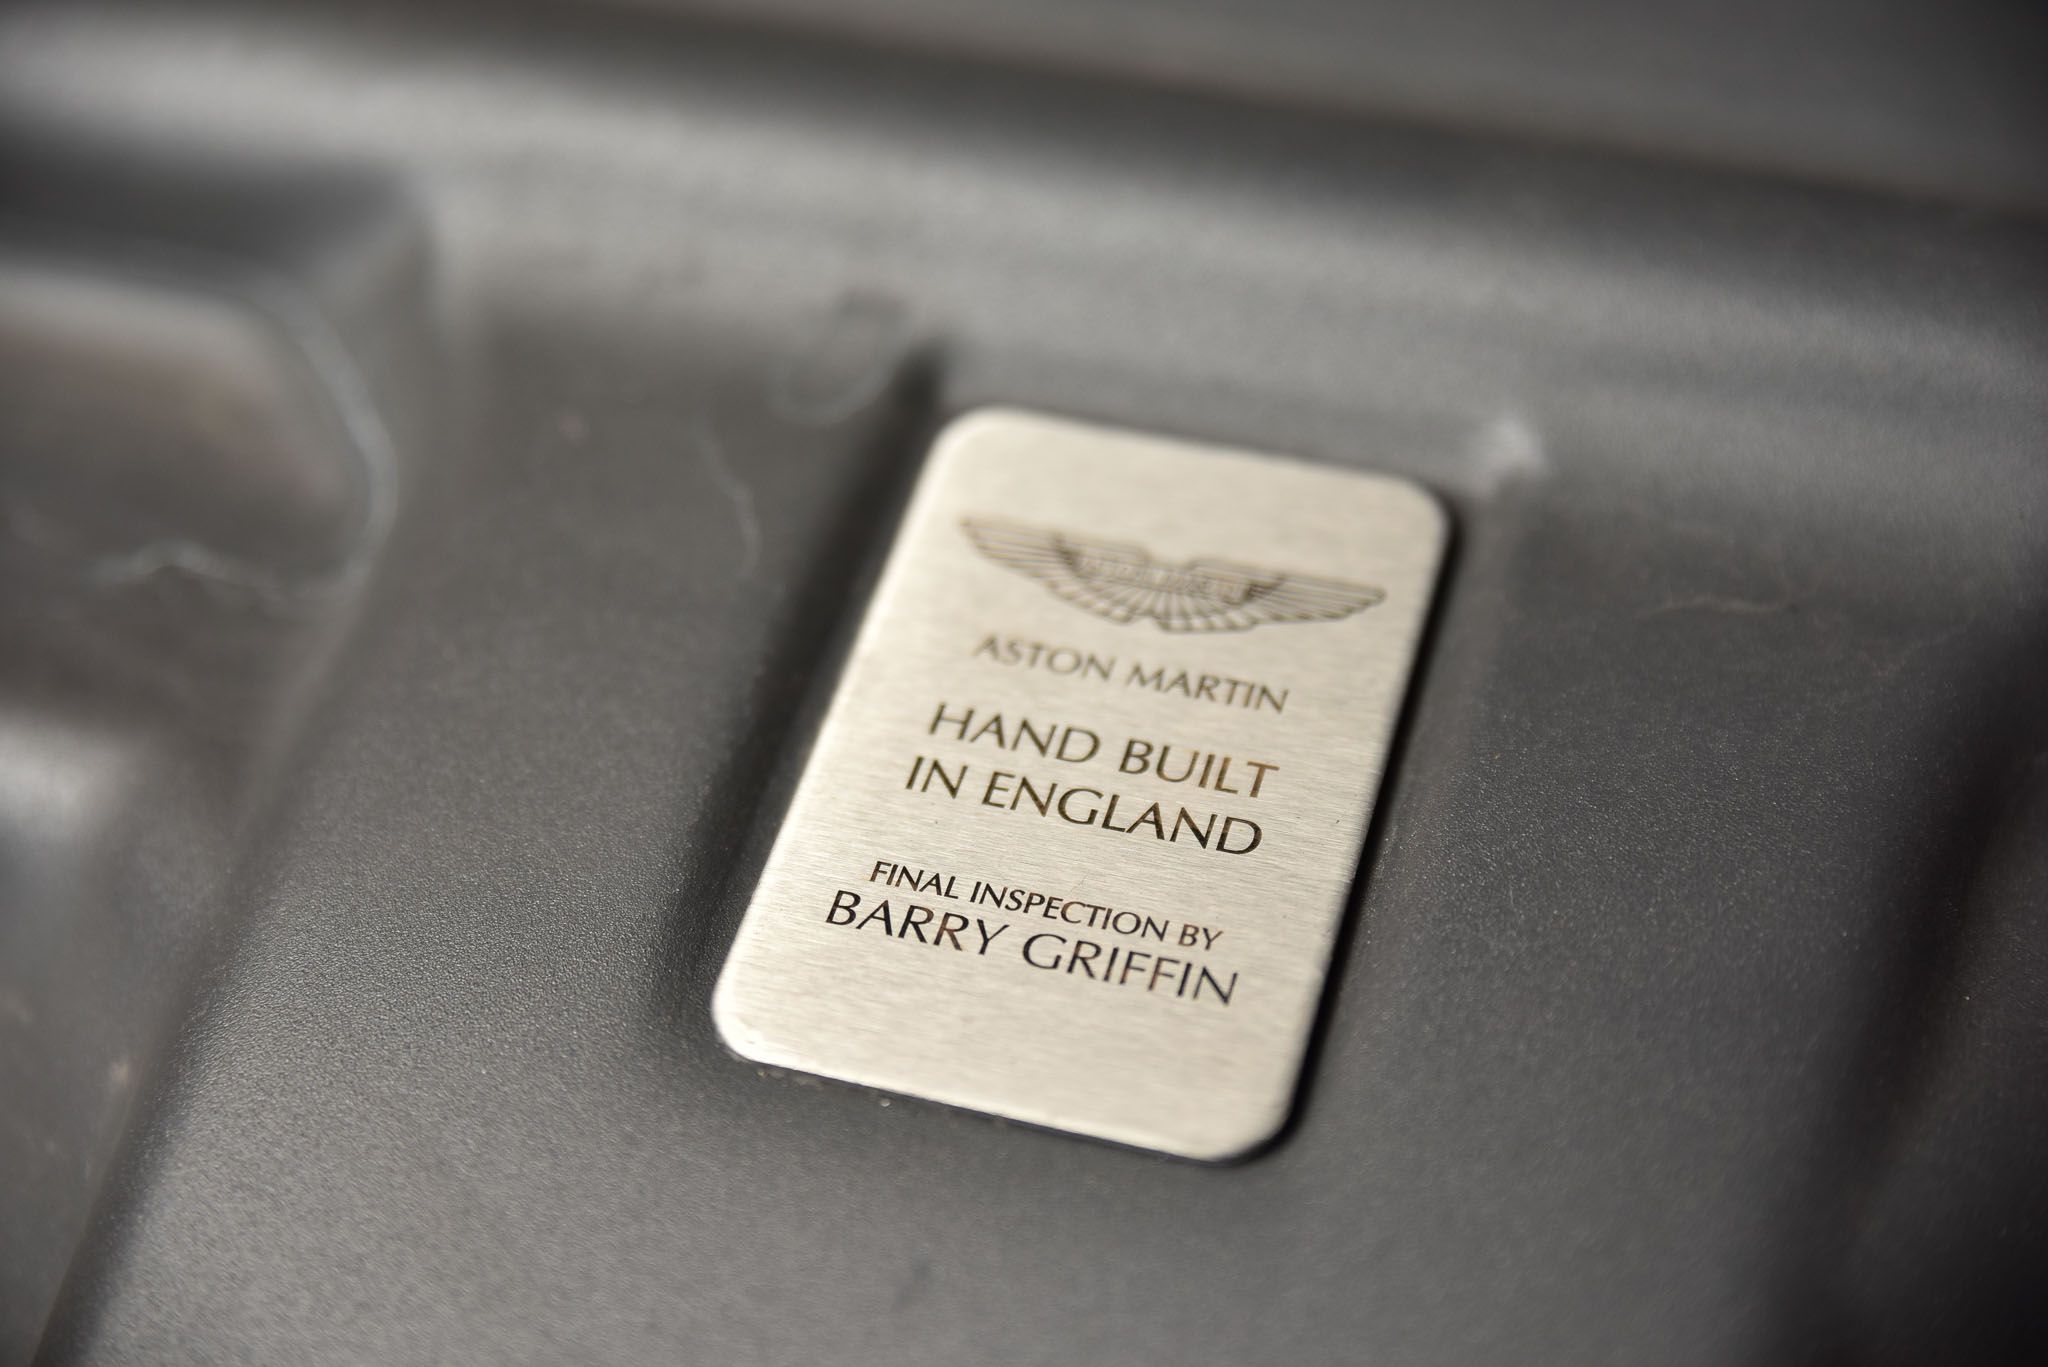 ASTON MARTIN
HAND BUILT
IN ENGLAND
FINAL INSPECTION BY
BARRY GRIFFIN